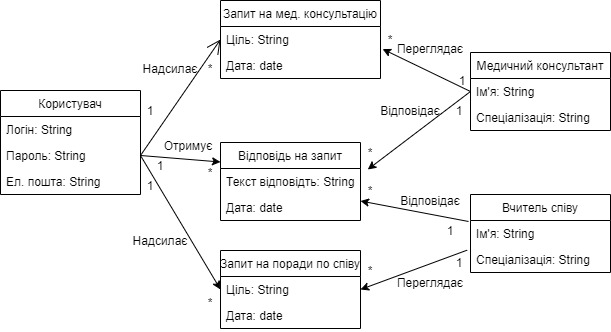 Запит на мед. консультацію
Ціль: String
Дата: date
*
Переглядає
1
Медичний консультант
Ім'я: String
Спеціалізація: String
Надсилає
*
1
Користувач
Логін: String
Пароль: String
Ел. пошта: String
Отримує
1
*
1
Відповідає
*
Відповідь на запит
Текст відповідть: String
Дата: date
*
Відповідає
1
Вчитель співу
Ім'я: String
Спеціалізація: String
Надсилає
*
Запит на поради по співу
Ціль: String
Дата: date
*
1
Переглядає